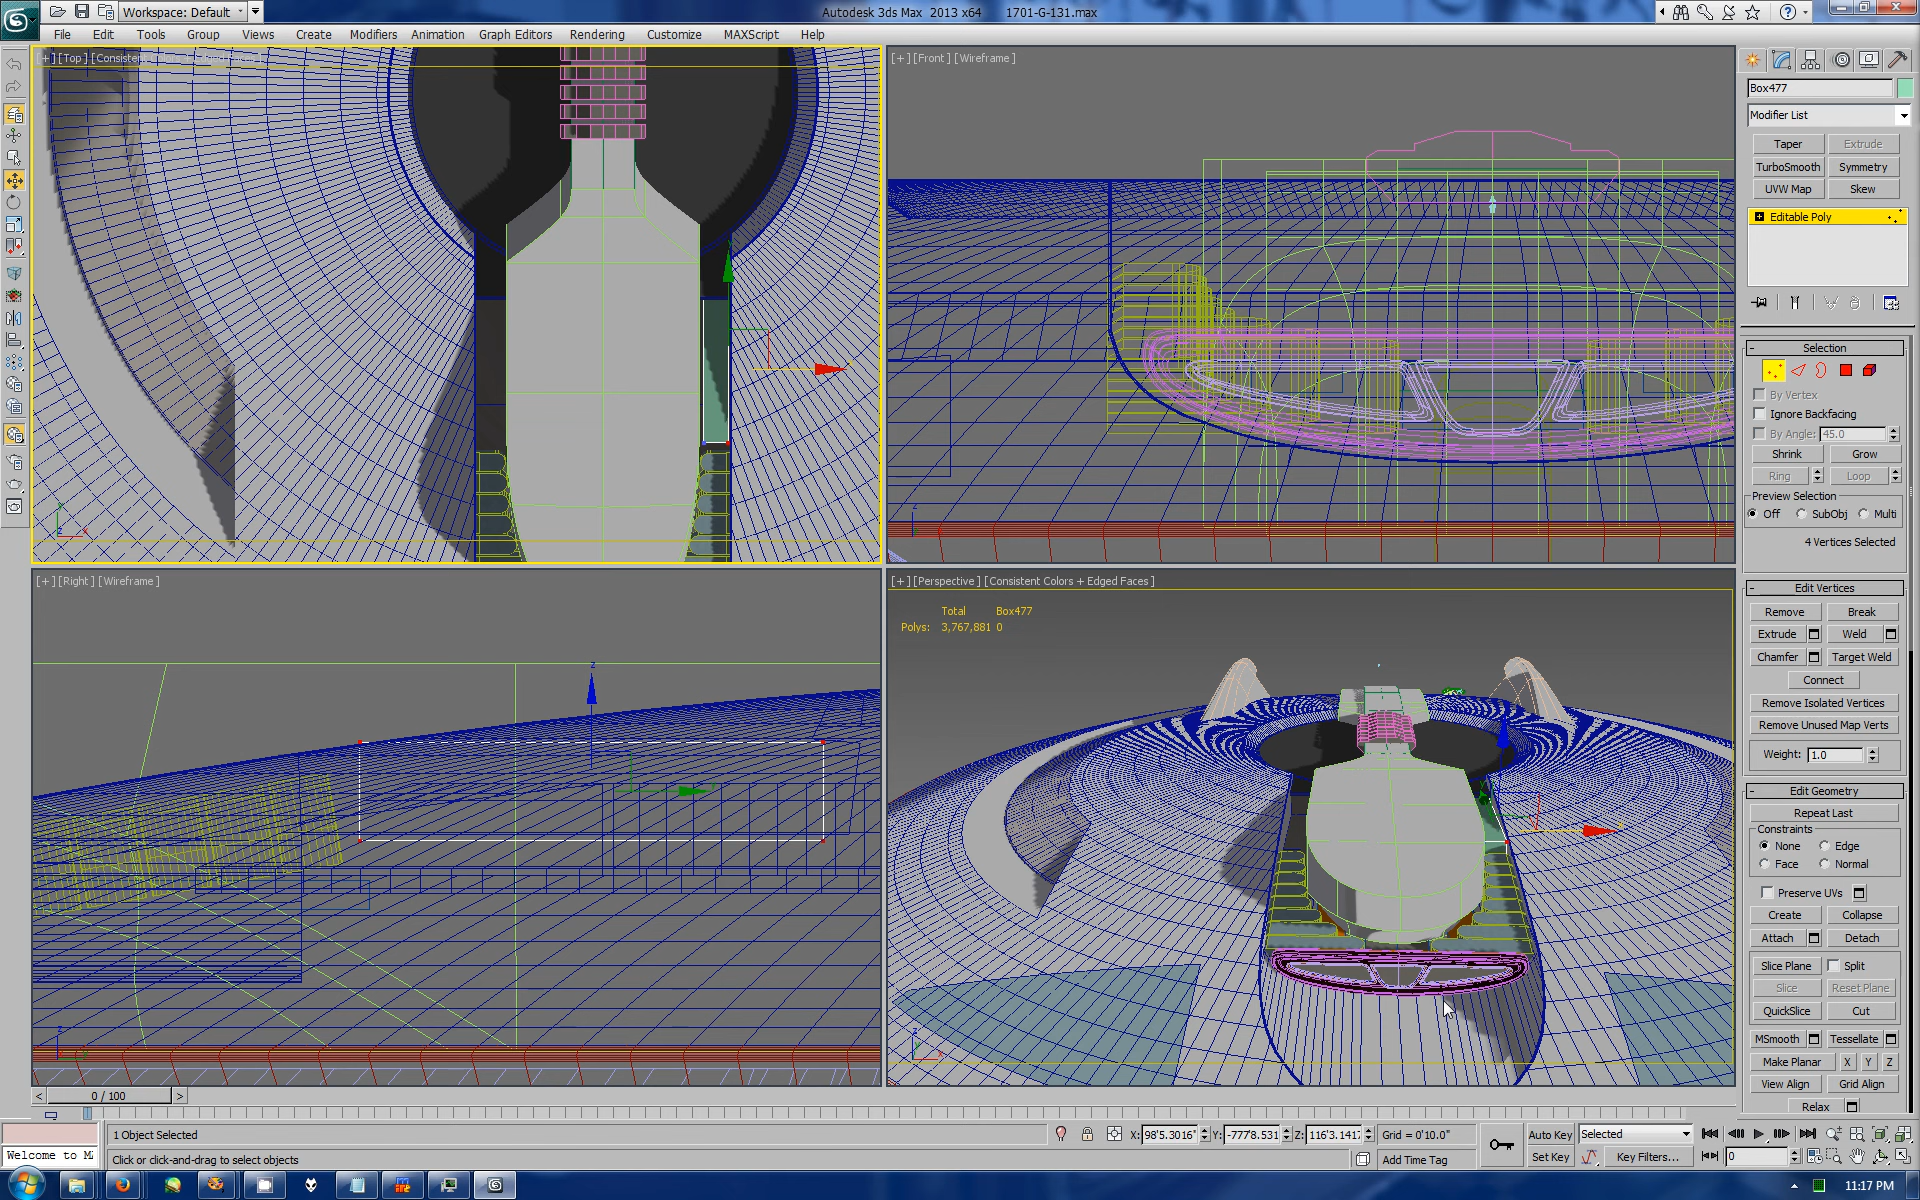 Workspace: Default
Autodesk 3ds Max 2013 x64 1701-G-131.max
File Edit Tools Group Views Create Modifiers Animation Graph Editors Rendering Customize MAXScript Help
[+] [Top]
[+] [Front] [Wireframe]
Box477
Modifier List
Taper Extrude
TurboSmooth Symmetry
UVW Map Skew
Editable Poly
Selection
By Vertex
Ignore Backfacing
By Angle: 45.0
Shrink Grow
Ring Loop
Preview Selection
Off SubObj Multi
4 Vertices Selected
[+] [Right] [Wireframe]
[+] [Perspective] [Consistent Colors + Edged Faces]
Total Box477
Polys: 3,767,881 0
z
Edit Vertices
Remove Break
Extrude Weld
Chamfer Target Weld
Connect
Remove Isolated Vertices
Remove Unused Map Verts
Weight: 1.0
Edit Geometry
Repeat Last
Constraints
None Edge
Face Normal
Preserve UVs
Create Collapse
Attach Detach
Slice Plane Split
Slice Reset Plane
QuickSlice Cut
MSmooth Tessellate
Make Planar X Y Z
View Align Grid Align
Relax
< 0 / 100 >
1 Object Selected
X: 98'5.3016" Y: -777'8.531 Z: 116'3.141
Grid = 0'10.0"
Auto Key Selected
Welcome to M
Click or click-and-drag to select objects
Add Time Tag
Set Key Key Filters...
0
11:17 PM